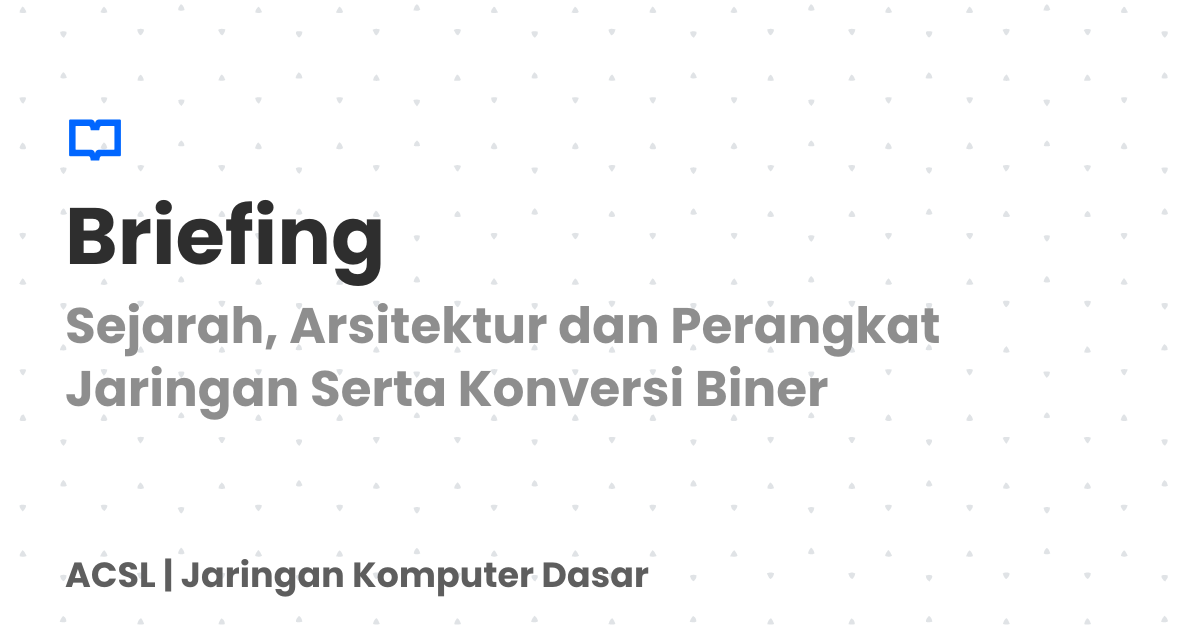 Briefing
Sejarah, Arsitektur dan Perangkat
Jaringan Serta Konversi Biner
ACSL | Jaringan Komputer Dasar